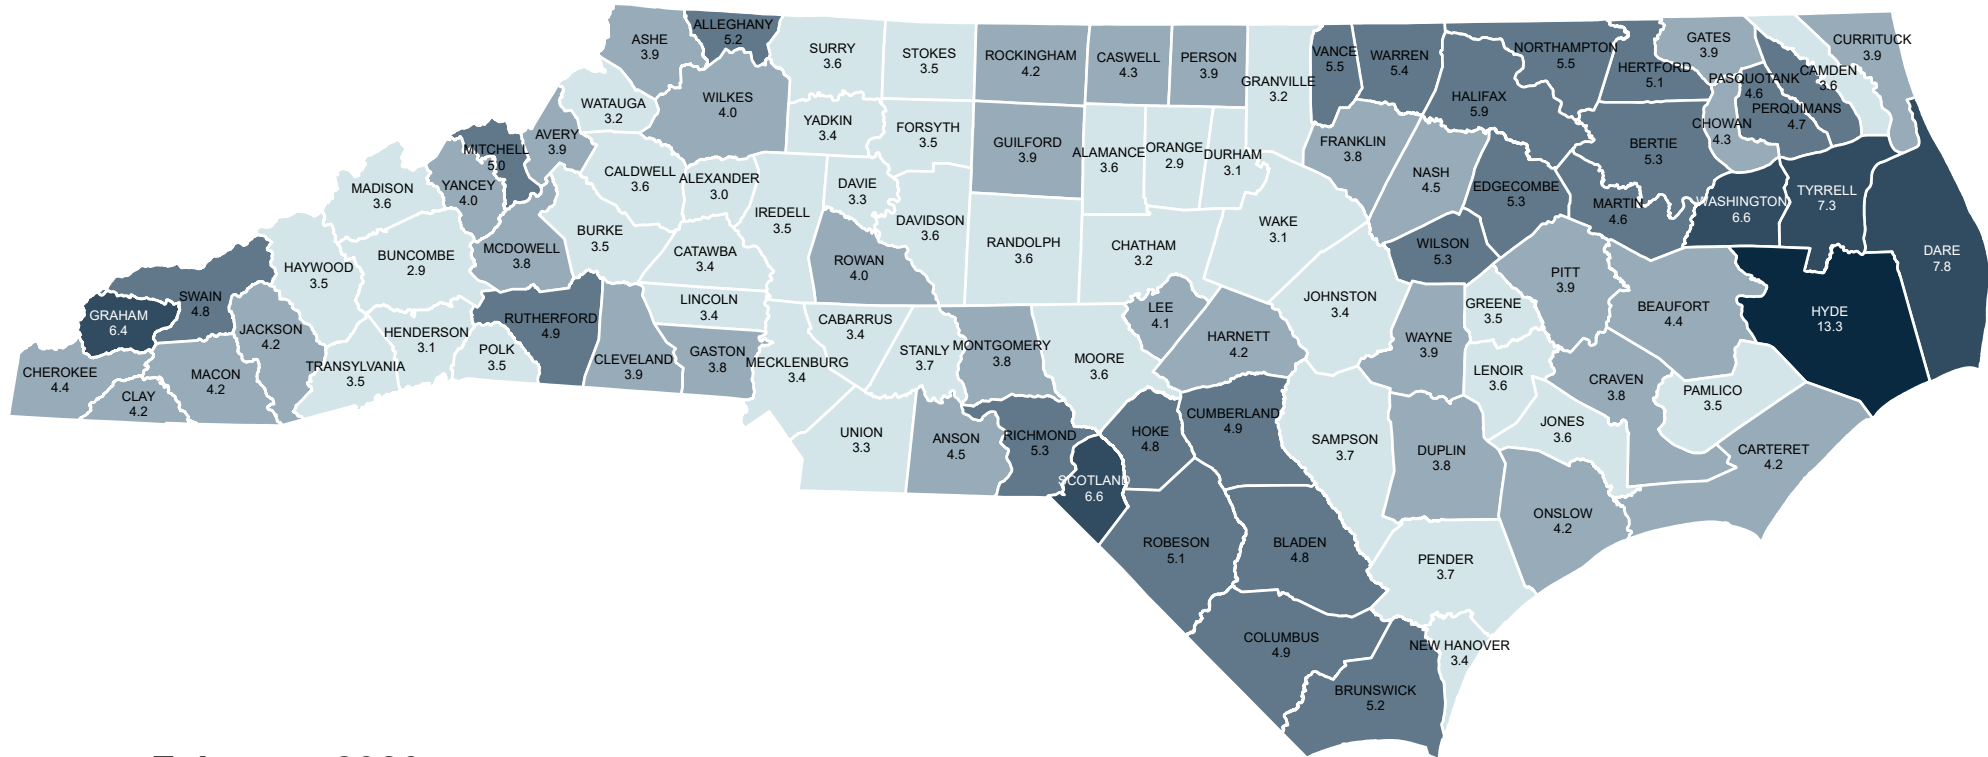 ALLEGHANY
5.2
ASHE
3.9
SURRY
3.6
STOKES
3.5
ROCKINGHAM
4.2
CASWELL
4.3
PERSON
3.9
GRANVILLE
3.2
VANCE
5.5
WARREN
5.4
NORTHAMPTON
5.5
HERTFORD
5.1
GATES
3.9
CURRITUCK
3.9
CAMDEN
3.6
PASQUOTANK
4.6
PERQUIMANS
4.7
CHOWAN
4.3
WATAUGA
3.2
WILKES
4.0
YADKIN
3.4
FORSYTH
3.5
GUILFORD
3.9
ALAMANCE
3.6
ORANGE
2.9
DURHAM
3.1
FRANKLIN
3.8
HALIFAX
5.9
BERTIE
5.3
AVERY
3.9
MITCHELL
5.0
YANCEY
4.0
MADISON
3.6
CALDWELL
3.6
ALEXANDER
3.0
IREDELL
3.5
DAVIE
3.3
DAVIDSON
3.6
RANDOLPH
3.6
CHATHAM
3.2
WAKE
3.1
NASH
4.5
EDGECOMBE
5.3
MARTIN
4.6
WASHINGTON
6.6
TYRRELL
7.3
DARE
7.8
BUNCOMBE
2.9
MCDOWELL
3.8
BURKE
3.5
CATAWBA
3.4
ROWAN
4.0
WILSON
5.3
PITT
3.9
BEAUFORT
4.4
HYDE
13.3
HAYWOOD
3.5
SWAIN
4.8
GRAHAM
6.4
JACKSON
4.2
HENDERSON
3.1
POLK
3.5
RUTHERFORD
4.9
LINCOLN
3.4
CLEVELAND
3.9
GASTON
3.8
MECKLENBURG
3.4
CABARRUS
3.4
STANLY
3.7
MONTGOMERY
3.8
MOORE
3.6
LEE
4.1
HARNETT
4.2
JOHNSTON
3.4
WAYNE
3.9
GREENE
3.5
LENOIR
3.6
CRAVEN
3.8
PAMLICO
3.5
CHEROKEE
4.4
CLAY
4.2
MACON
4.2
TRANSYLVANIA
3.5
UNION
3.3
ANSON
4.5
RICHMOND
5.3
SCOTLAND
6.6
HOKE
4.8
CUMBERLAND
4.9
SAMPSON
3.7
DUPLIN
3.8
JONES
3.6
CARTERET
4.2
ONSLOW
4.2
ROBESON
5.1
BLADEN
4.8
PENDER
3.7
COLUMBUS
4.9
NEW HANOVER
3.4
BRUNSWICK
5.2